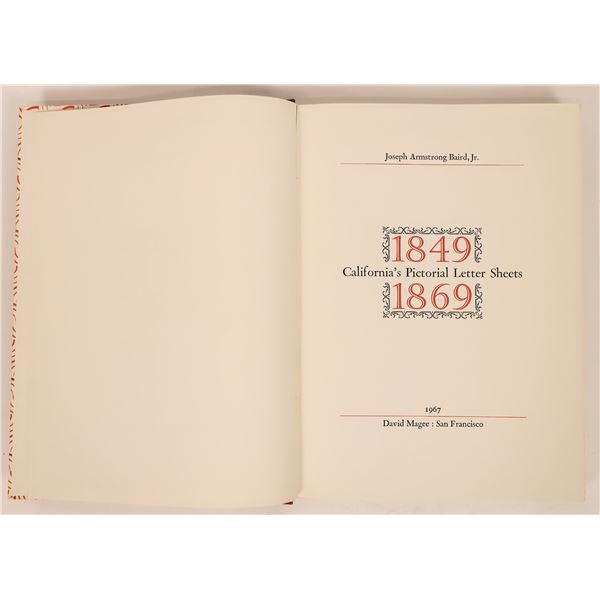 Joseph Armstrong Baird, Jr.
1849
California's Pictorial Letter Sheets
1869
1967
David Magee : San Francisco